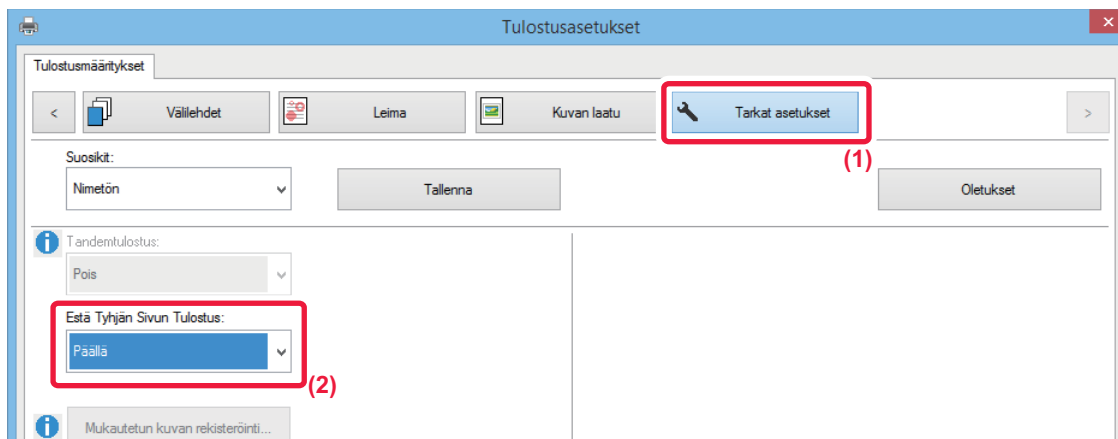 Tulostusasetukset
Tulostusmääritykset
< Välilehdet Leima Kuvan laatu Tarkat asetukset >
(1)
Suosikit:
Nimetön Tallenna Oletukset
Tandemtulostus:
Pois
Estä Tyhjän Sivun Tulostus:
Päällä
(2)
Mukautetun kuvan rekisteröinti...